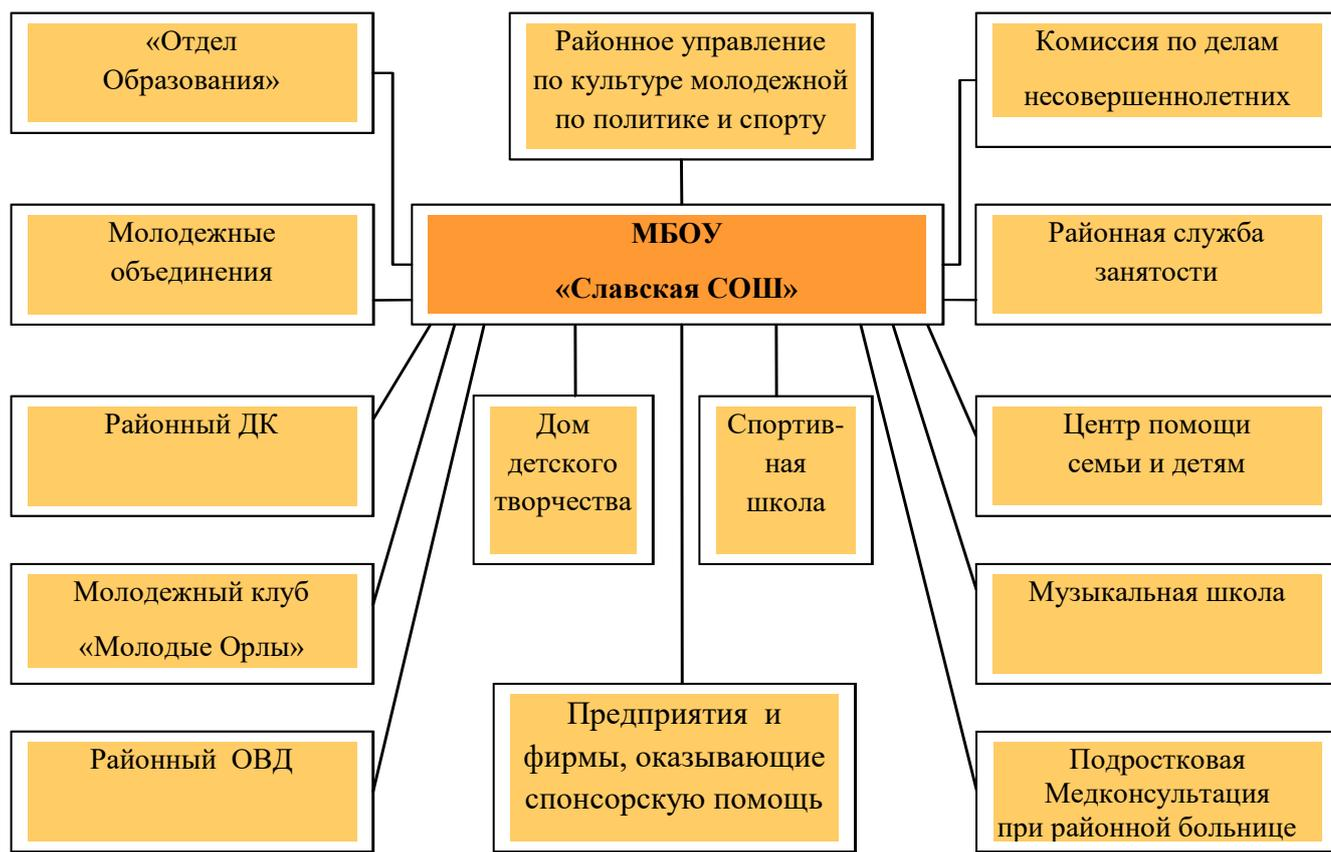 «Отдел
Образования»
Районное управление
по культуре молодежной
по политике и спорту
Комиссия по делам
несовершеннолетних
Молодежные
объединения
МБОУ
«Славская СОШ»
Районная служба
занятости
Районный ДК
Дом
детского
творчества
Спортив-
ная
школа
Центр помощи
семьи и детям
Молодежный клуб
«Молодые Орлы»
Музыкальная школа
Районный ОВД
Предприятия и
фирмы, оказывающие
спонсорскую помощь
Подростковая
Медконсультация
при районной больнице